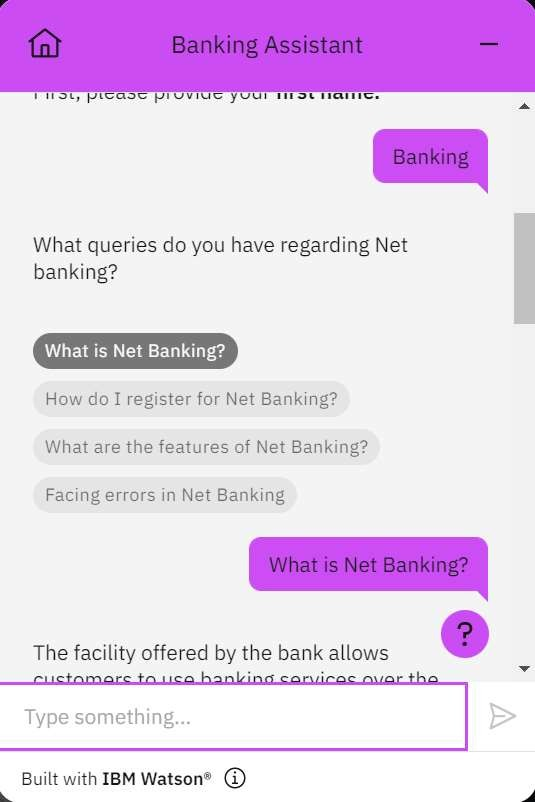 Banking Assistant
First, please provide your first name.
Banking
What queries do you have regarding Net
banking?
What is Net Banking?
How do I register for Net Banking?
What are the features of Net Banking?
Facing errors in Net Banking
What is Net Banking?
?
The facility offered by the bank allows
customers to use banking services over the
Type something...
Built with IBM Watson®